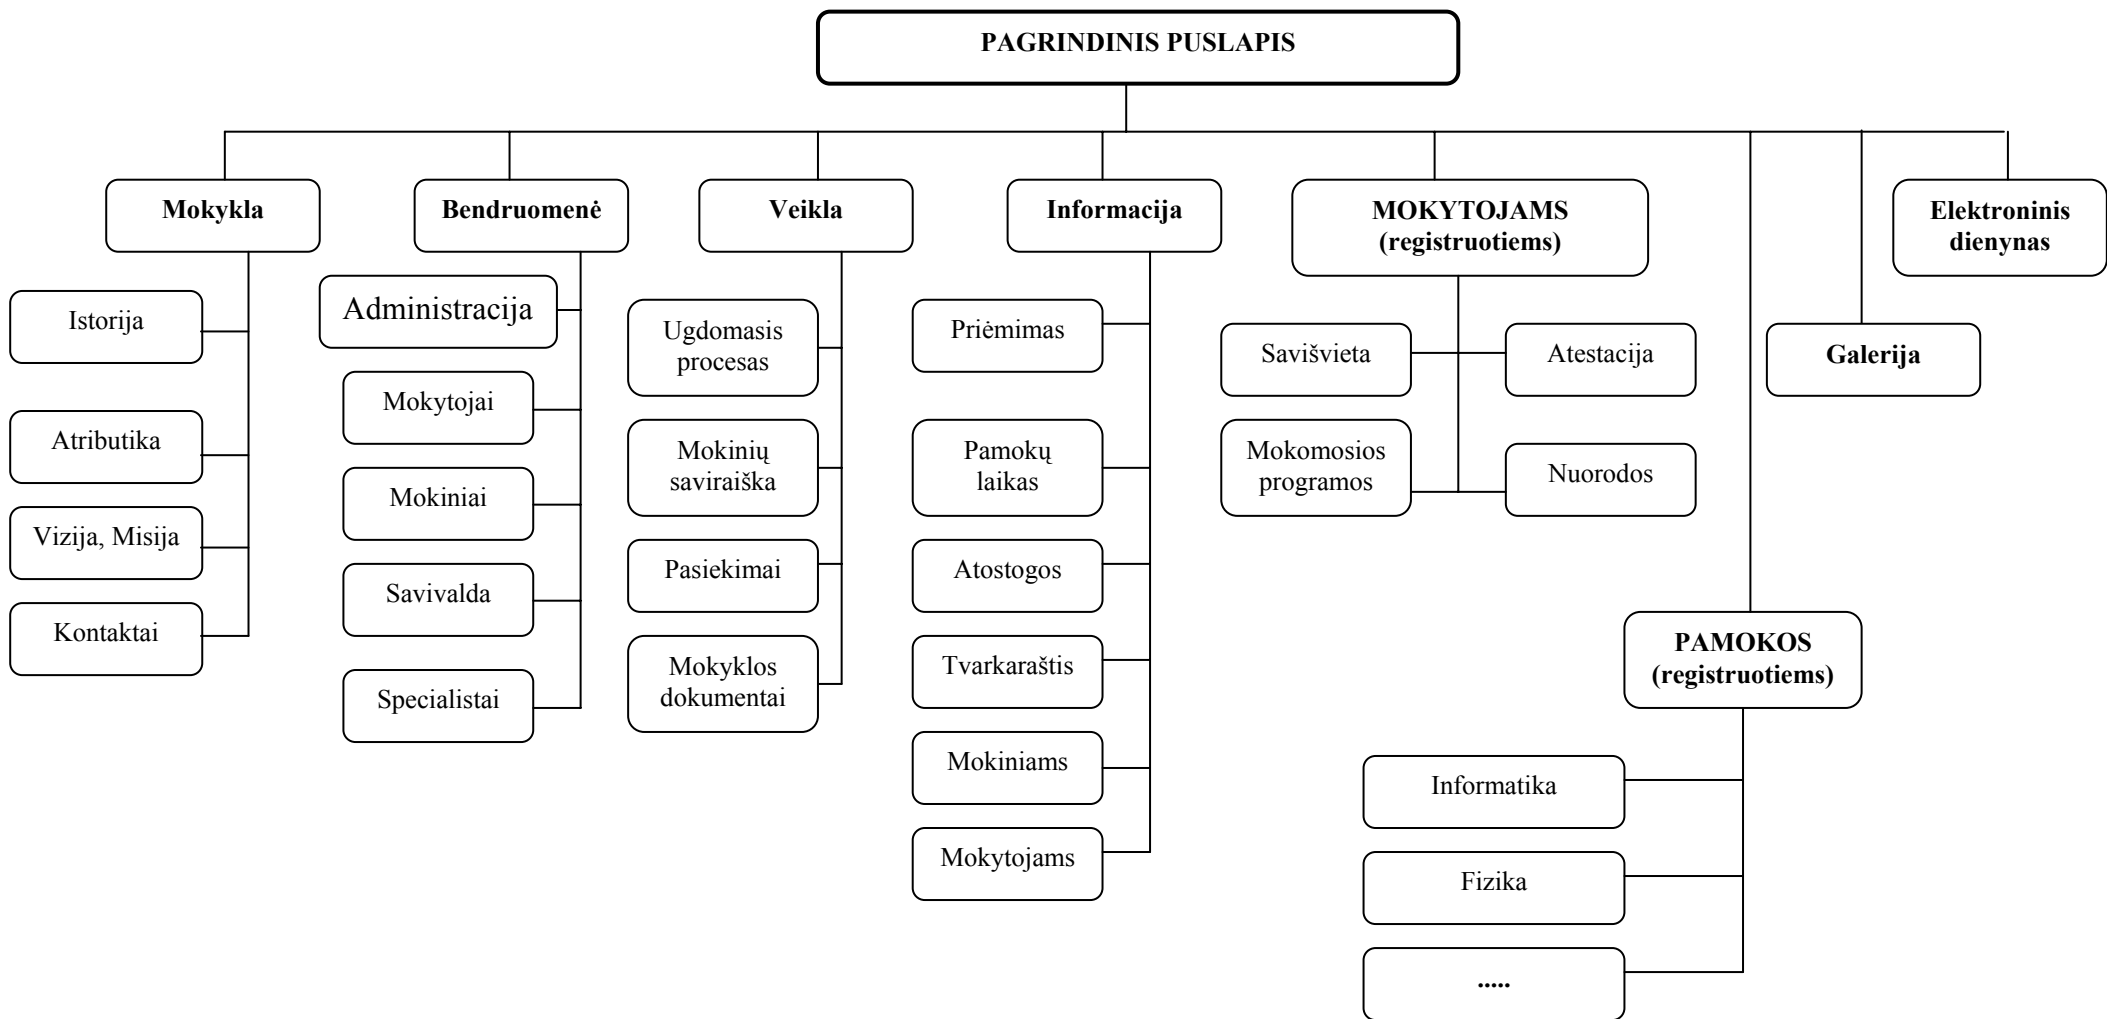 PAGRINDINIS PUSLAPIS
Mokykla
Bendruomenė
Veikla
Informacija
MOKYTOJAMS
(registruotiems)
Elektroninis
dienynas
Istorija
Atributika
Vizija, Misija
Kontaktai
Administracija
Mokytojai
Mokiniai
Savivalda
Specialistai
Ugdomasis
procesas
Mokinių
saviraiška
Pasiekimai
Mokyklos
dokumentai
Priėmimas
Pamokų
laikas
Atostogos
Tvarkaraštis
Mokiniams
Mokytojams
Savišvieta
Atestacija
Mokomosios
programos
Nuorodos
Galerija
PAMOKOS
(registruotiems)
Informatika
Fizika
.....